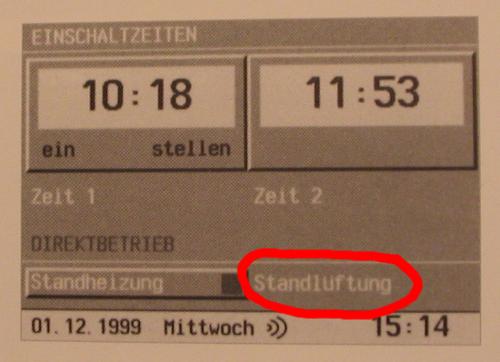 EINSCHALTZEITEN
10:18 11:53
ein stellen
Zeit 1 Zeit 2
DIREKTBETRIEB
Standheizung Standlüftung
01.12.1999 Mittwoch 15:14